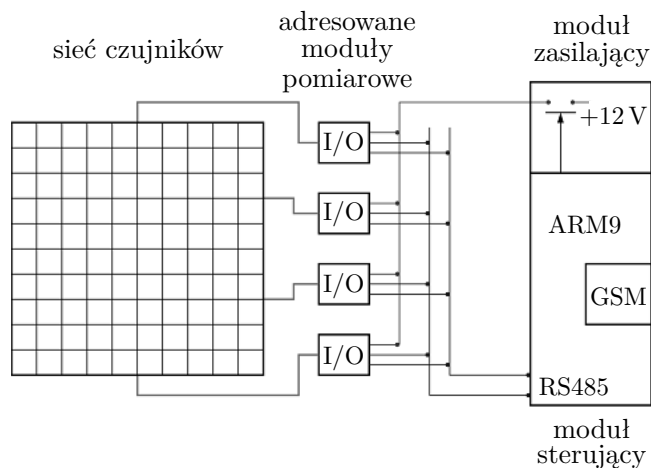 sieć czujników
adresowane
moduły
pomiarowe
moduł
zasilający
+12 V
I/O
I/O
I/O
I/O
ARM9
GSM
RS485
moduł
sterujący